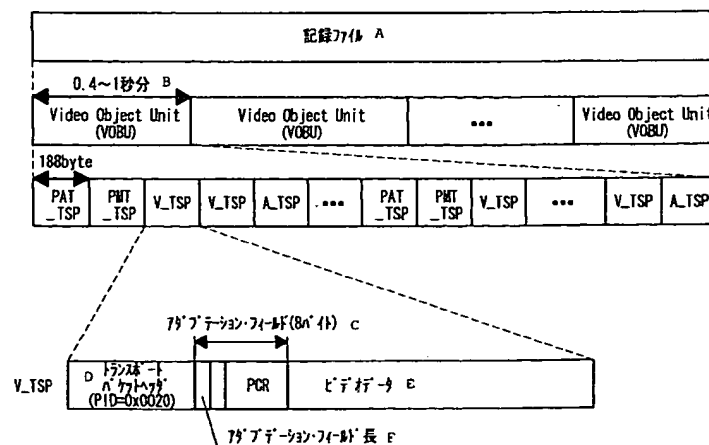 記録ファイル A
0.4～1秒分 B
Video Object Unit
(VOBU)
Video Object Unit
(VOBU)
•••
Video Object Unit
(VOBU)
188byte
PAT
_TSP
PMT
_TSP
V_TSP
V_TSP
A_TSP
•••
PAT
_TSP
PMT
_TSP
V_TSP
•••
V_TSP
A_TSP
アダプテーション・フィールド(8バイト) C
V_TSP
D トランスポート
パケットヘッダ
(PID=0x0020)
PCR
ビデオデータ E
アダプテーション・フィールド長 F